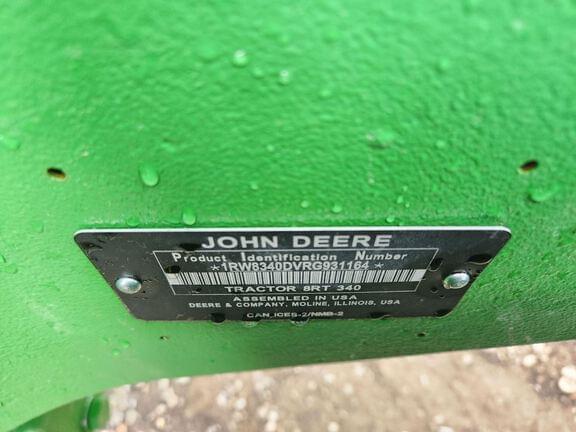 JOHN DEERE
Product Identification Number
*1RW8340DVRG931164*
TRACTOR 8RT 340
ASSEMBLED IN USA
DEERE & COMPANY, MOLINE, ILLINOIS, USA
CAN ICES-2/NMB-2